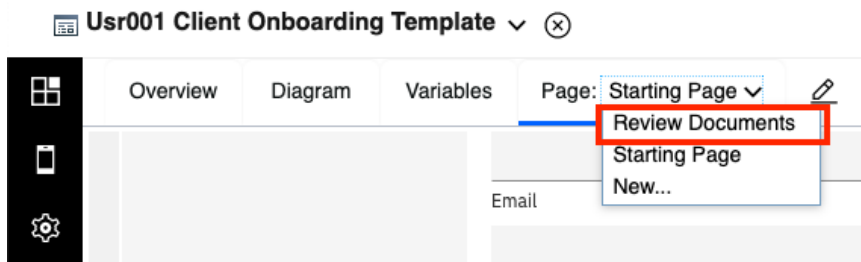 Usr001 Client Onboarding Template
Overview Diagram Variables Page: Starting Page
Review Documents
Starting Page
New...
Email